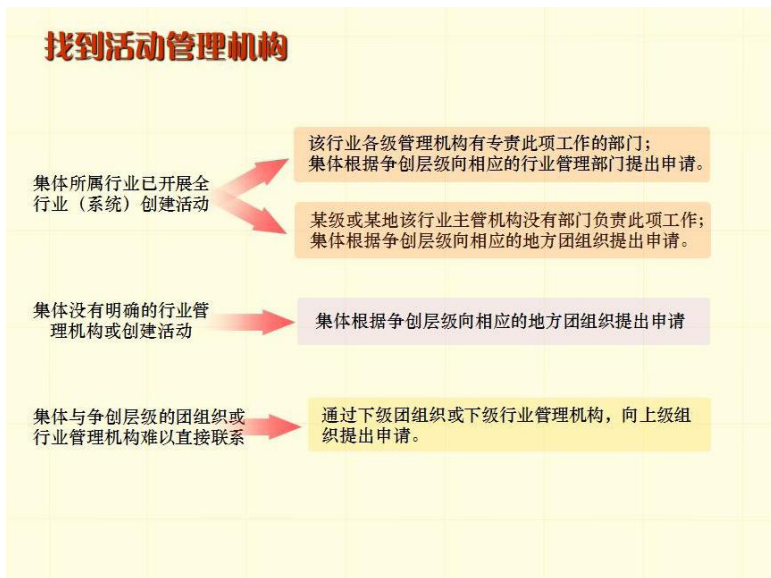 找到活动管理机构
集体所属行业已开展全
行业（系统）创建活动
该行业各级管理机构有专责此项工作的部门；
集体根据争创层级向相应的行业管理部门提出申请。
某级或某地该行业主管机构没有部门负责此项工作；
集体根据争创层级向相应的地方团组织提出申请。
集体没有明确的行业管
理机构或创建活动
集体根据争创层级向相应的地方团组织提出申请
集体与争创层级的团组织或
行业管理机构难以直接联系
通过下级团组织或下级行业管理机构，向上级组
织提出申请。